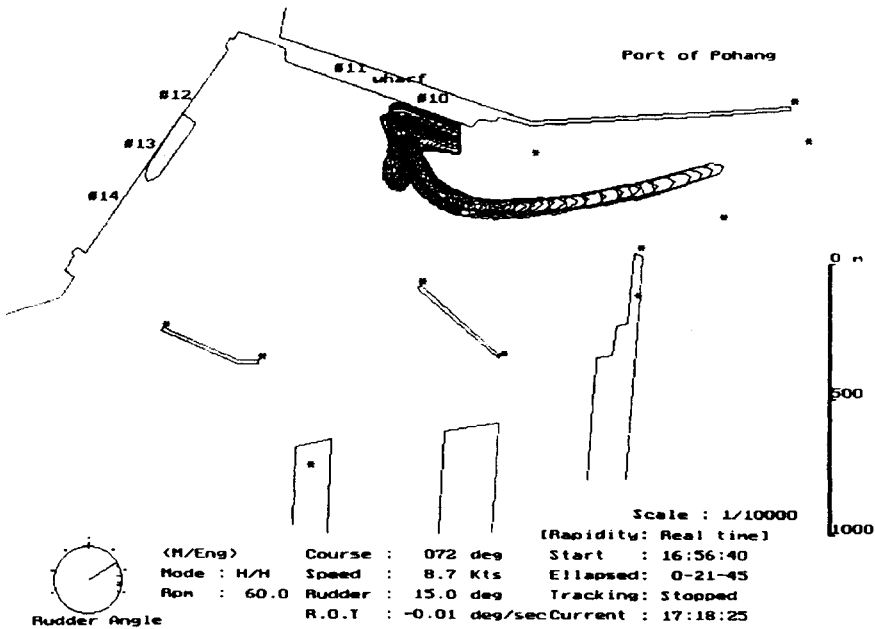 Port of Pohang
#11
wharf
#10
#12
#13
#14
0 m
500
1000
Scale : 1/10000
[Rapidity: Real time]
(M/Eng) Course : 072 deg Start : 16:56:40
Mode : H/H Speed : 8.7 Kts Ellapsed: 0-21-45
Rpm : 60.0 Rudder : 15.0 deg Tracking: Stopped
R.O.T : -0.01 deg/sec Current : 17:18:25
Rudder Angle